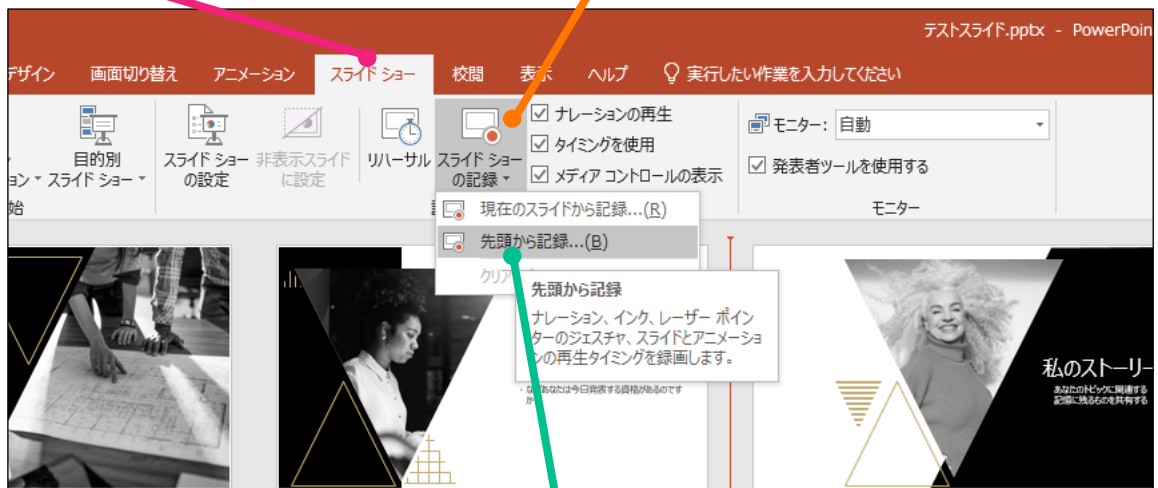 テストスライド.pptx - PowerPoin
デザイン 画面切り替え アニメーション スライド ショー 校閲 表示 ヘルプ 実行したい作業を入力してください
目的別
スライド ショー
スライド ショー
の設定
非表示スライド
に設定
リハーサル
スライド ショー
の記録
ナレーションの再生
タイミングを使用
メディア コントロールの表示
モニター: 自動
発表者ツールを使用する
モニター
現在のスライドから記録...(R)
先頭から記録...(B)
クリア
先頭から記録
ナレーション、インク、レーザー ポイン
ターのジェスチャ、スライドとアニメーショ
ンの再生タイミングを録画します。
私のストーリー
あなたのトピックに関連する
記憶に残るものを共有する